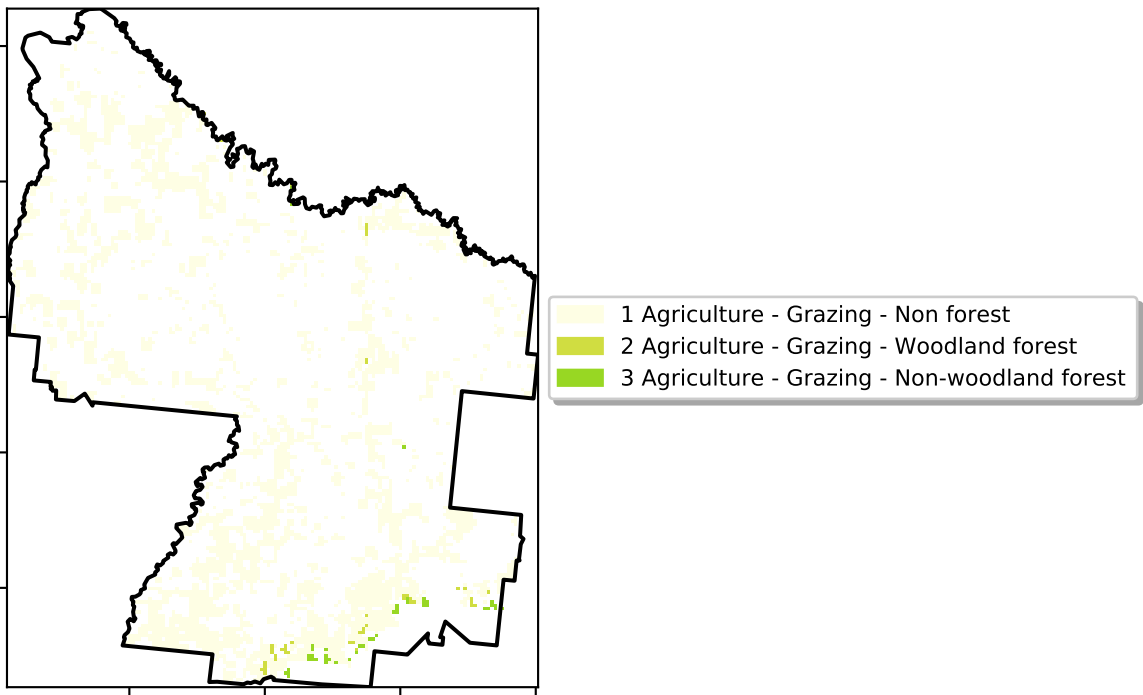 1 Agriculture - Grazing - Non forest
2 Agriculture - Grazing - Woodland forest
3 Agriculture - Grazing - Non-woodland forest